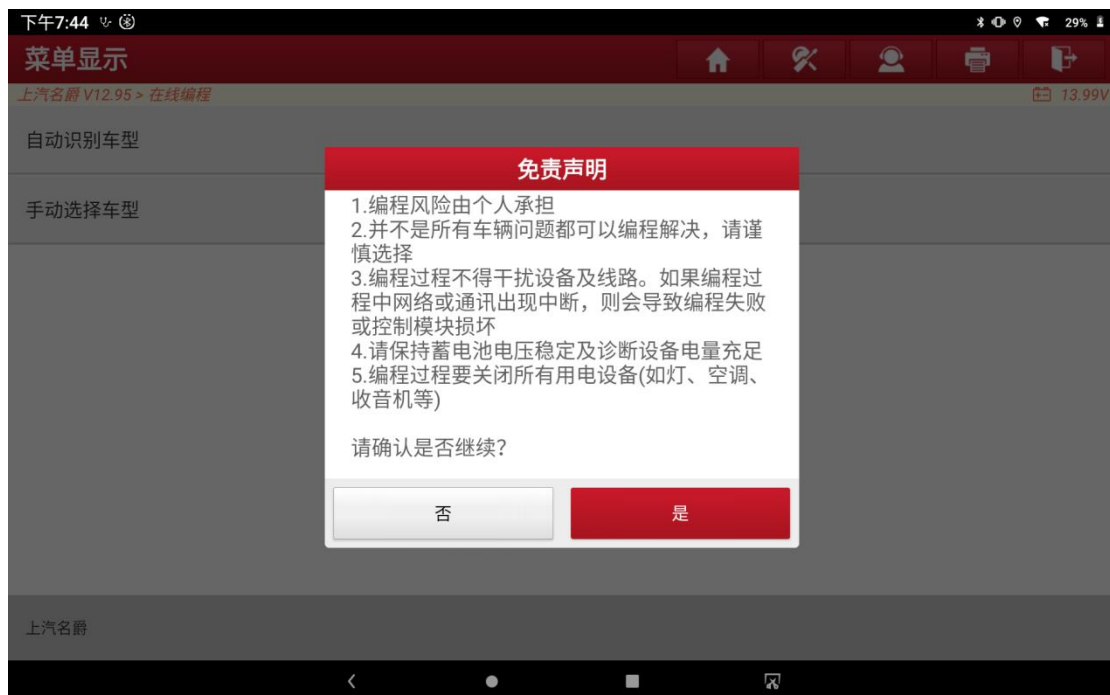 下午7:44
29%
菜单显示
上汽名爵 V12.95 > 在线编程
13.99V
自动识别车型
手动选择车型
免责声明
1.编程风险由个人承担
2.并不是所有车辆问题都可以编程解决，请谨
慎选择
3.编程过程不得干扰设备及线路。如果编程过
程中网络或通讯出现中断，则会导致编程失败
或控制模块损坏
4.请保持蓄电池电压稳定及诊断设备电量充足
5.编程过程要关闭所有用电设备(如灯、空调、
收音机等)
请确认是否继续?
否
是
上汽名爵